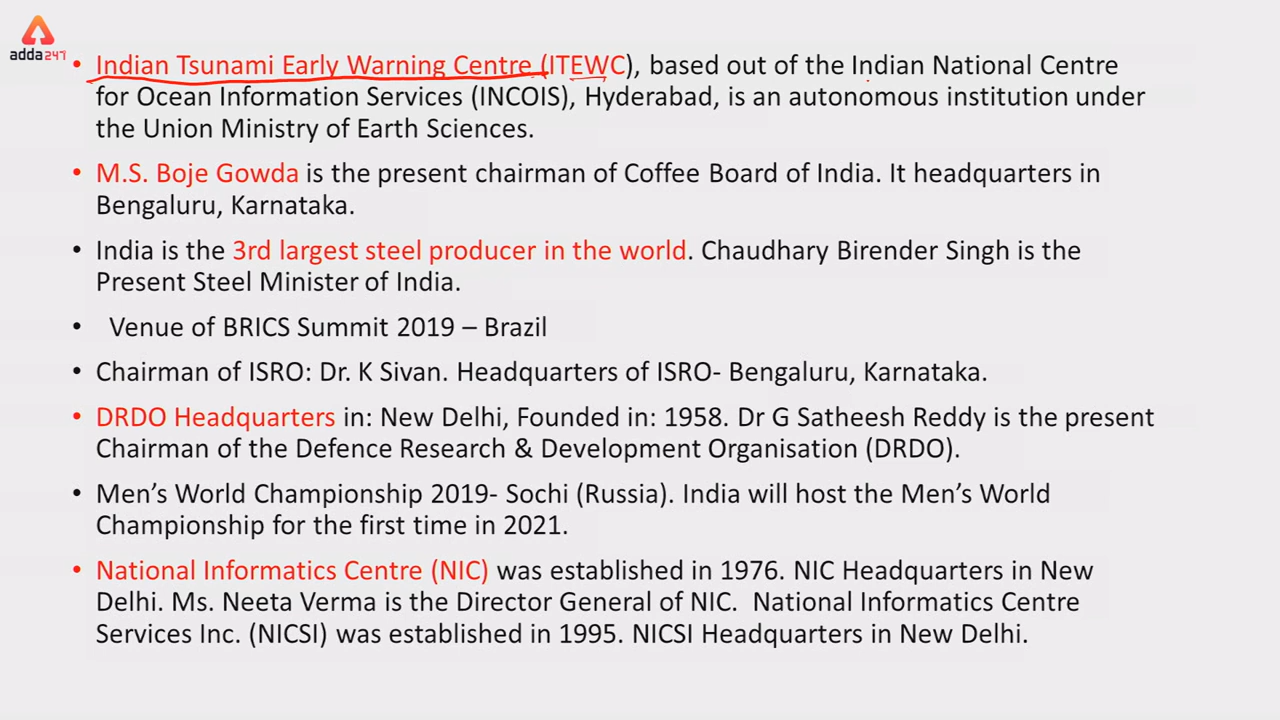 adda247
• Indian Tsunami Early Warning Centre (ITEWC), based out of the Indian National Centre
for Ocean Information Services (INCOIS), Hyderabad, is an autonomous institution under
the Union Ministry of Earth Sciences.
• M.S. Boje Gowda is the present chairman of Coffee Board of India. It headquarters in
Bengaluru, Karnataka.
• India is the 3rd largest steel producer in the world. Chaudhary Birender Singh is the
Present Steel Minister of India.
• Venue of BRICS Summit 2019 – Brazil
• Chairman of ISRO: Dr. K Sivan. Headquarters of ISRO- Bengaluru, Karnataka.
• DRDO Headquarters in: New Delhi, Founded in: 1958. Dr G Satheesh Reddy is the present
Chairman of the Defence Research & Development Organisation (DRDO).
• Men’s World Championship 2019- Sochi (Russia). India will host the Men’s World
Championship for the first time in 2021.
• National Informatics Centre (NIC) was established in 1976. NIC Headquarters in New
Delhi. Ms. Neeta Verma is the Director General of NIC.  National Informatics Centre
Services Inc. (NICSI) was established in 1995. NICSI Headquarters in New Delhi.